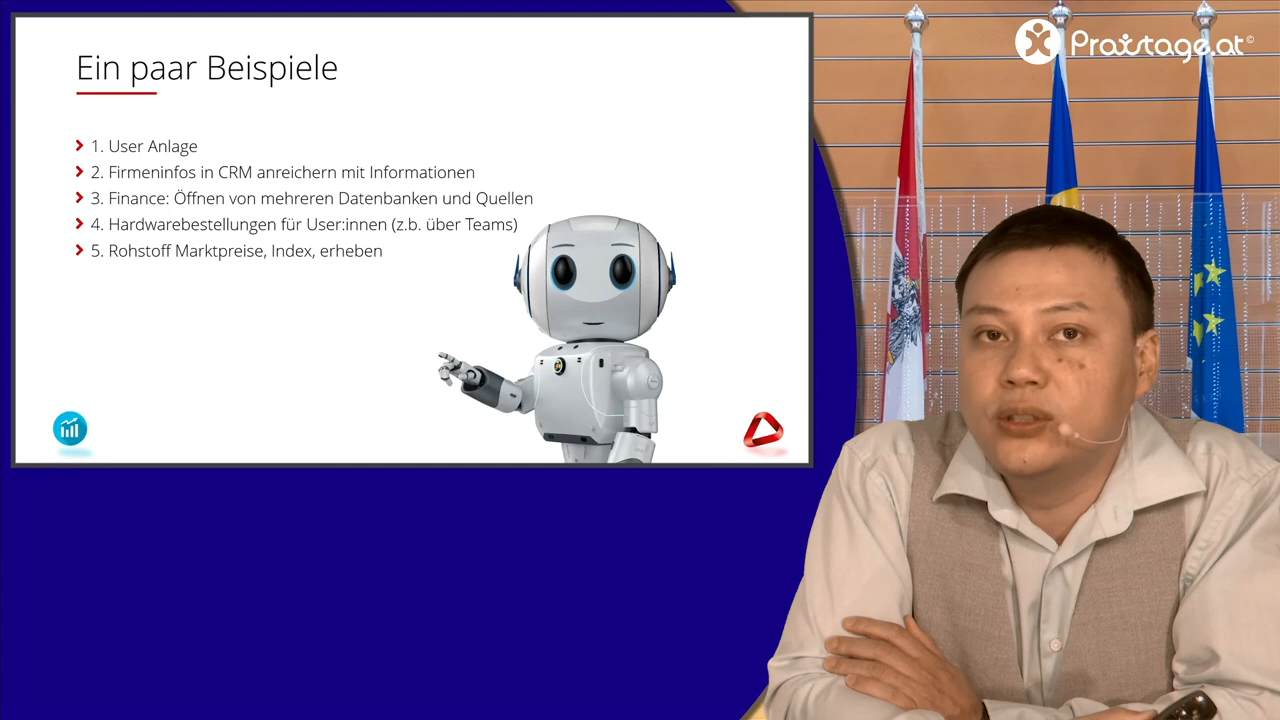 Ein paar Beispiele
1. User Anlage
2. Firmeninfos in CRM anreichern mit Informationen
3. Finance: Öffnen von mehreren Datenbanken und Quellen
4. Hardwarebestellungen für User:innen (z.b. über Teams)
5. Rohstoff Marktpreise, Index, erheben
Praxistage.at©